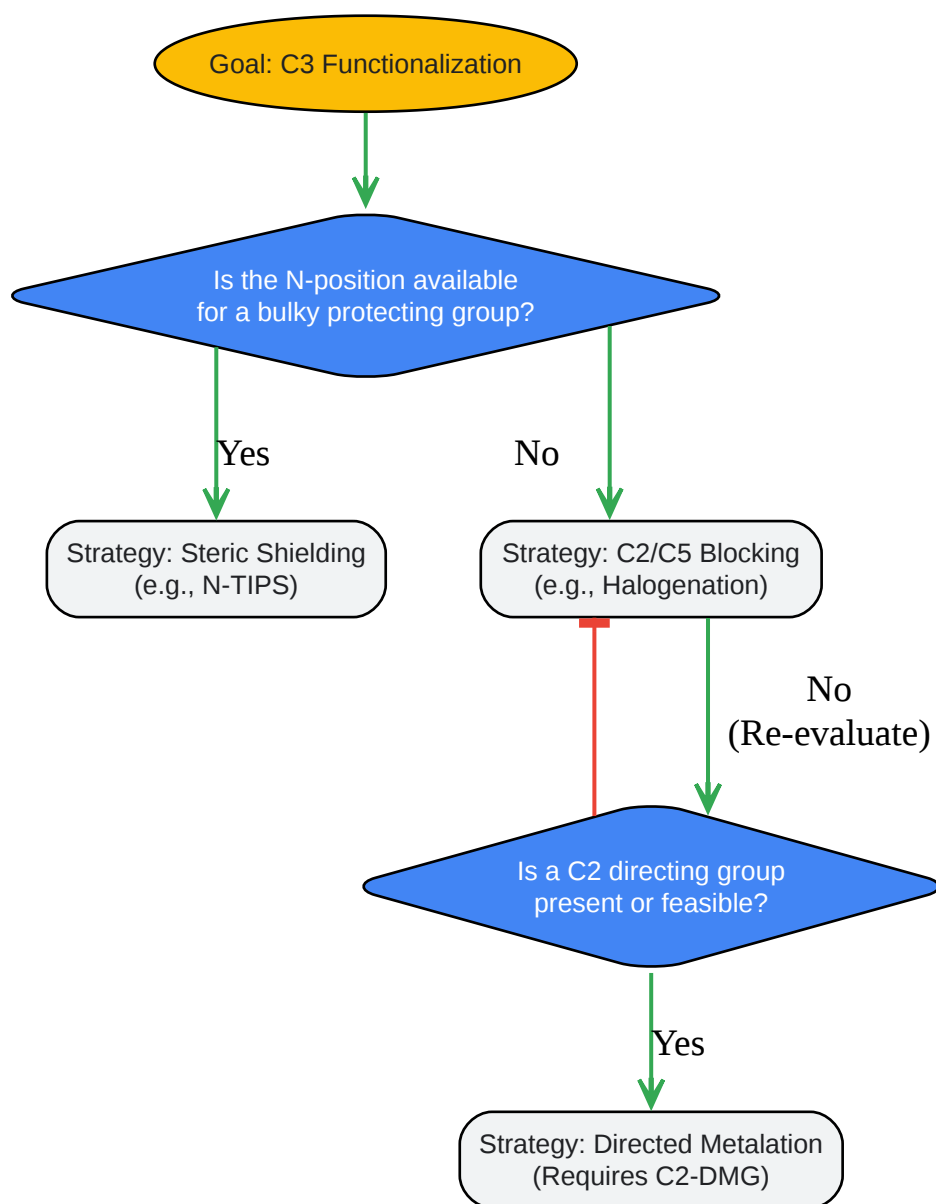 Goal: C3 Functionalization
Is the N-position available
for a bulky protecting group?
Yes
No
Strategy: Steric Shielding
(e.g., N-TIPS)
Strategy: C2/C5 Blocking
(e.g., Halogenation)
No
(Re-evaluate)
Is a C2 directing group
present or feasible?
Yes
Strategy: Directed Metalation
(Requires C2-DMG)